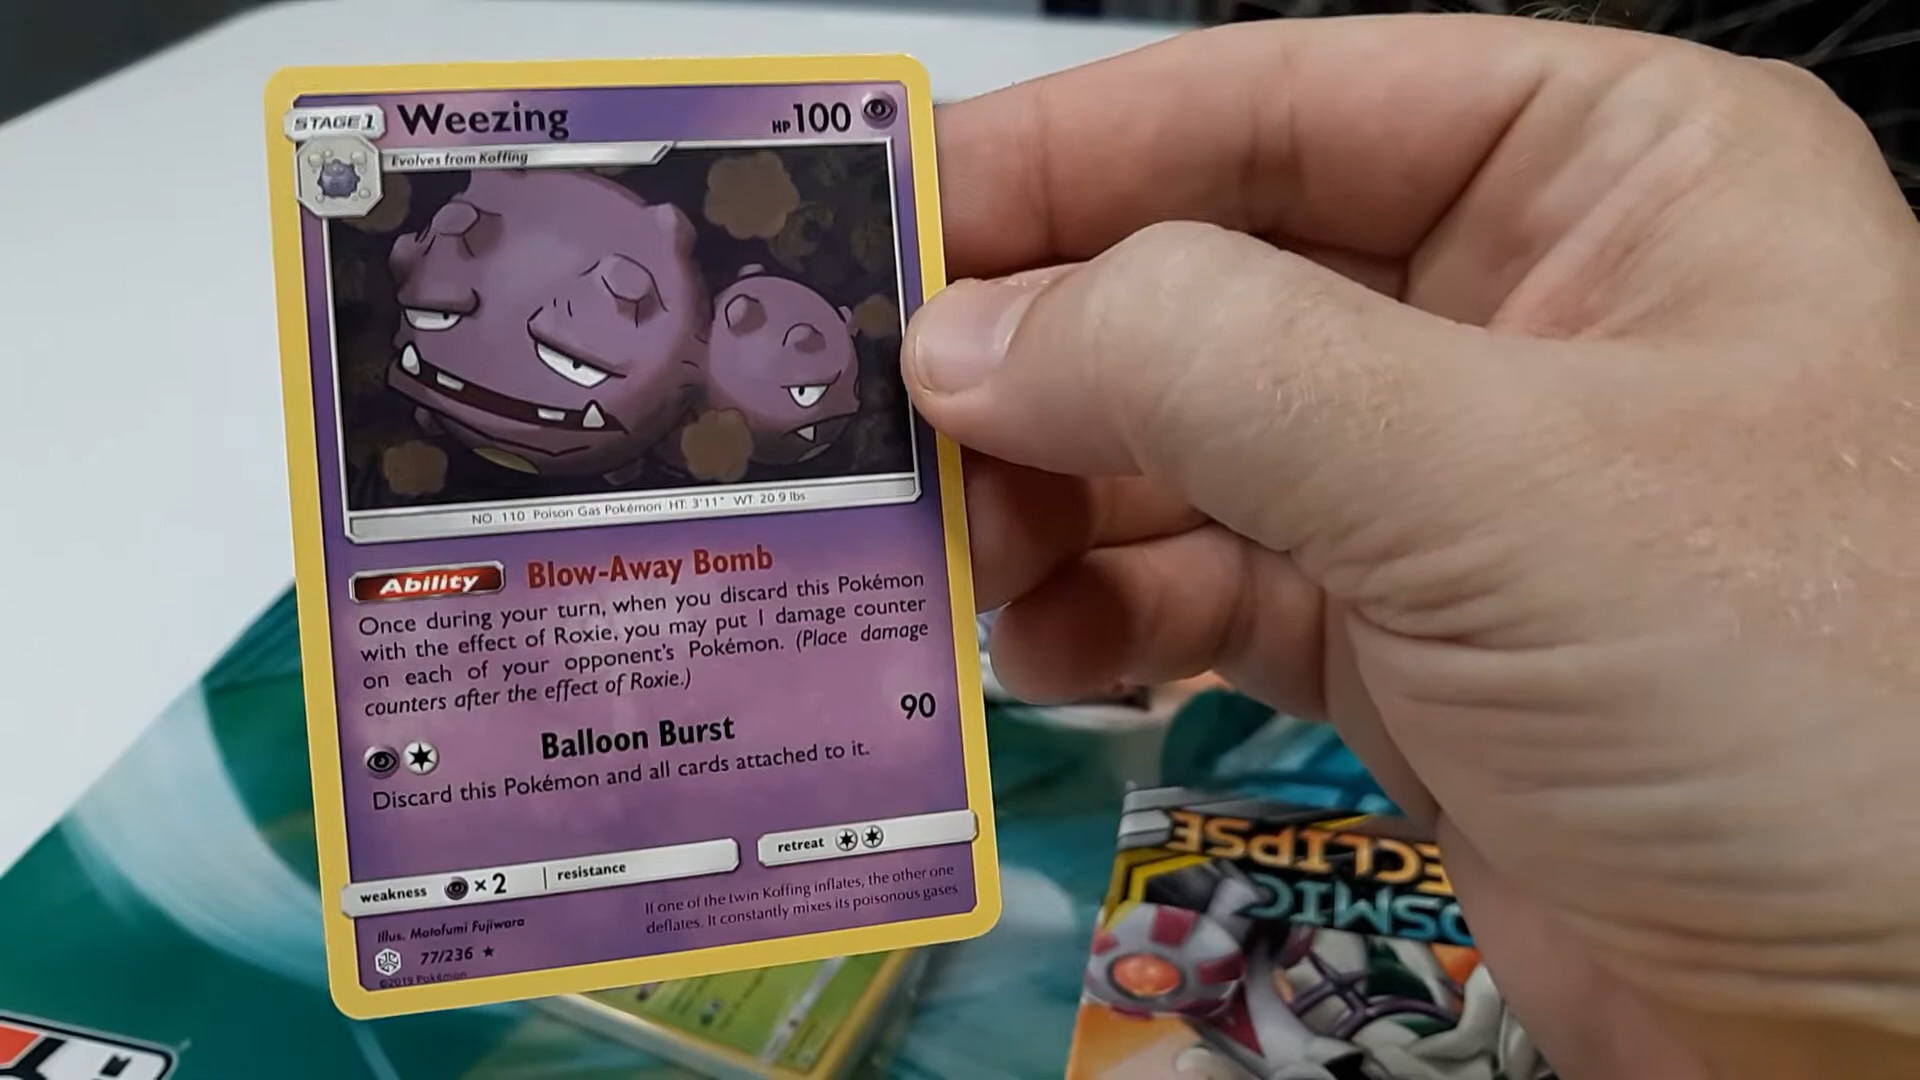 STAGE 1 Weezing HP 100
Evolves from Koffing
NO. 110 Poison Gas Pokémon HT: 3'11" WT: 20.9 lbs
Ability Blow-Away Bomb
Once during your turn, when you discard this Pokémon
with the effect of Roxie, you may put 1 damage counter
on each of your opponent's Pokémon. (Place damage
counters after the effect of Roxie.)
Balloon Burst 90
Discard this Pokémon and all cards attached to it.
weakness ×2 resistance retreat
If one of the twin Koffing inflates, the other one
deflates. It constantly mixes its poisonous gases
Illus. Motofumi Fujiwara
77/236 ★
©2019 Pokémon
OSMIC
ECLIPSE